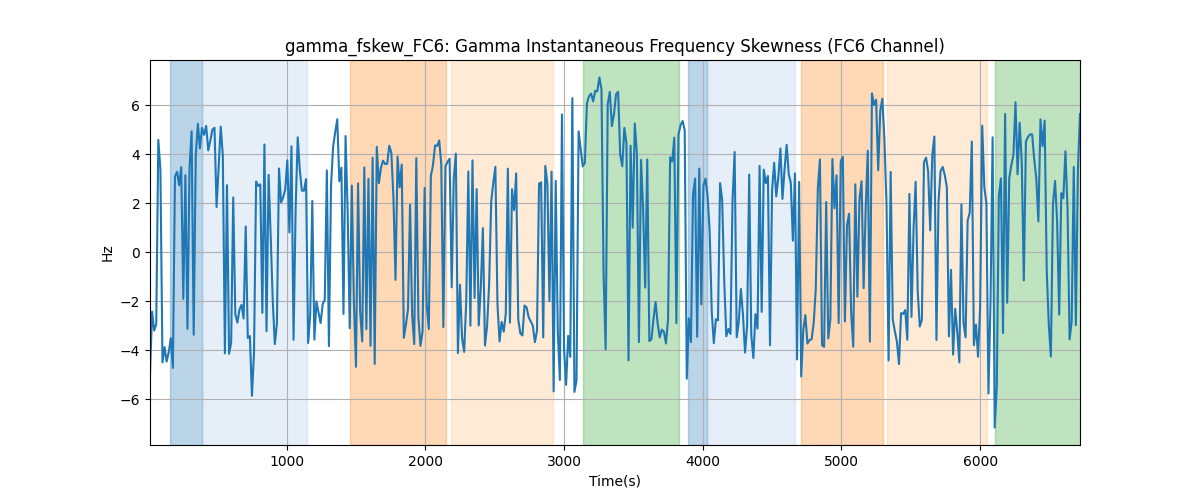 gamma_fskew_FC6: Gamma Instantaneous Frequency Skewness (FC6 Channel)
6
4
2
0
−2
−4
−6
Hz
1000 2000 3000 4000 5000 6000
Time(s)